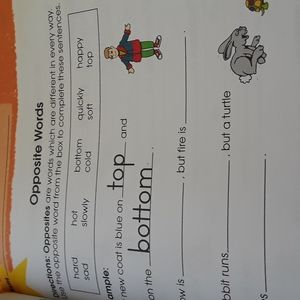 Opposite Words
Directions: Opposites are words which are different in every way.
the opposite word from the box to complete these sentences.
hard hot bottom quickly happy
sad slowly cold soft top
Example:
new coat is blue on top and
on the bottom.
is , but fire is .
runs , but a turtle
.